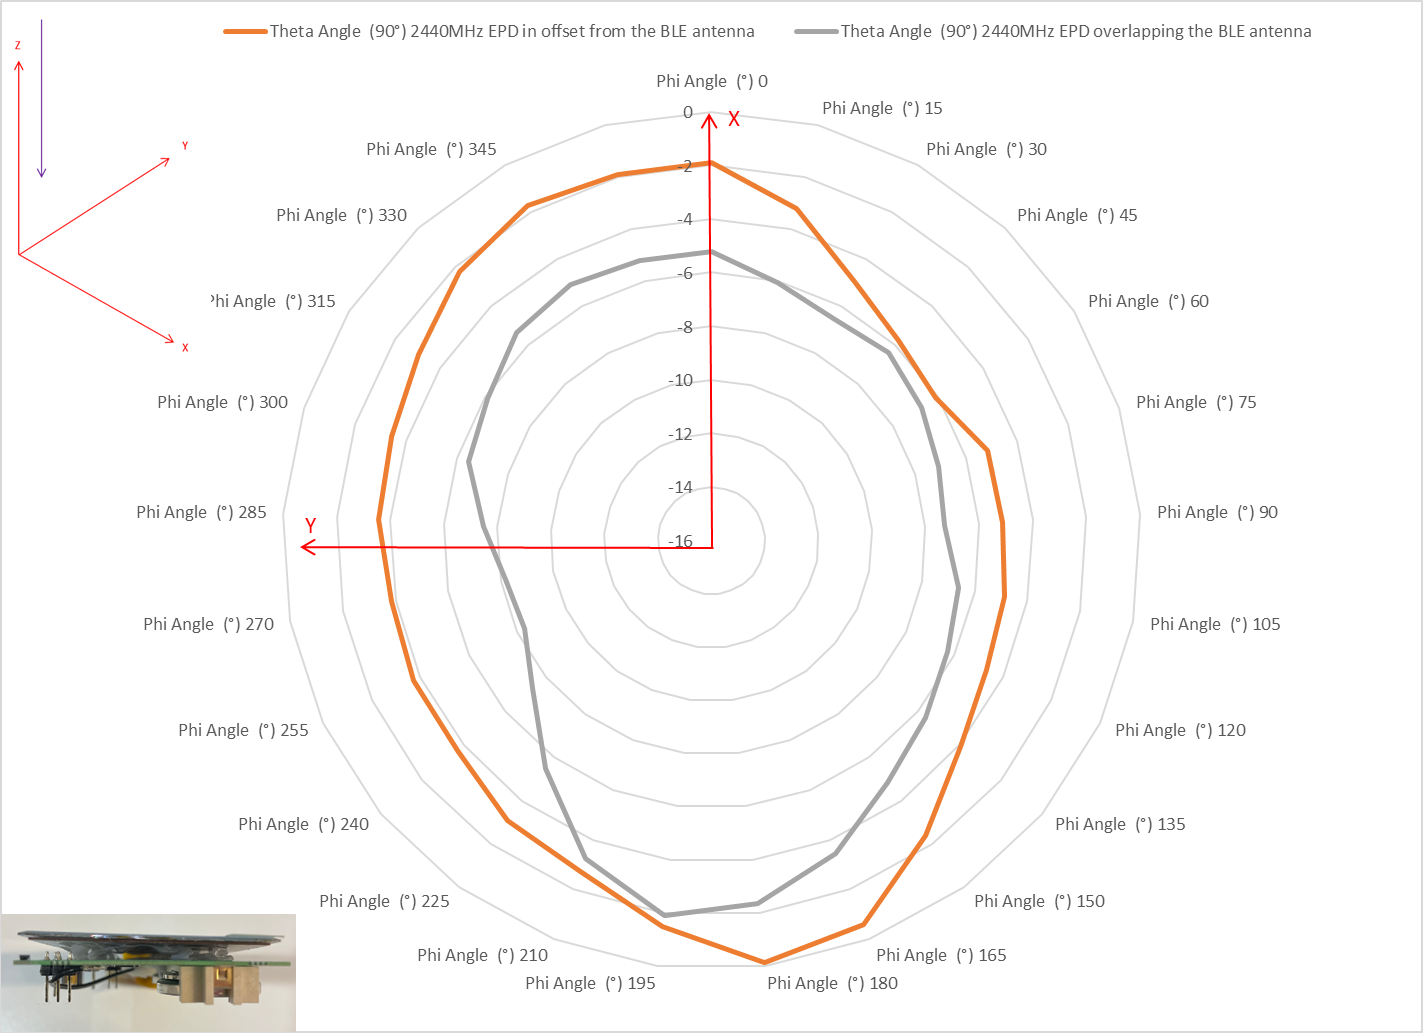 Theta Angle (90°) 2440MHz EPD in offset from the BLE antenna
Theta Angle (90°) 2440MHz EPD overlapping the BLE antenna
Z
Y
X
Phi Angle (°) 0
Phi Angle (°) 15
Phi Angle (°) 30
Phi Angle (°) 45
Phi Angle (°) 60
Phi Angle (°) 75
Phi Angle (°) 90
Phi Angle (°) 105
Phi Angle (°) 120
Phi Angle (°) 135
Phi Angle (°) 150
Phi Angle (°) 165
Phi Angle (°) 180
Phi Angle (°) 195
Phi Angle (°) 210
Phi Angle (°) 225
Phi Angle (°) 240
Phi Angle (°) 255
Phi Angle (°) 270
Phi Angle (°) 285
Phi Angle (°) 300
Phi Angle (°) 315
Phi Angle (°) 330
Phi Angle (°) 345
0
-2
-4
-6
-8
-10
-12
-14
-16
X
Y